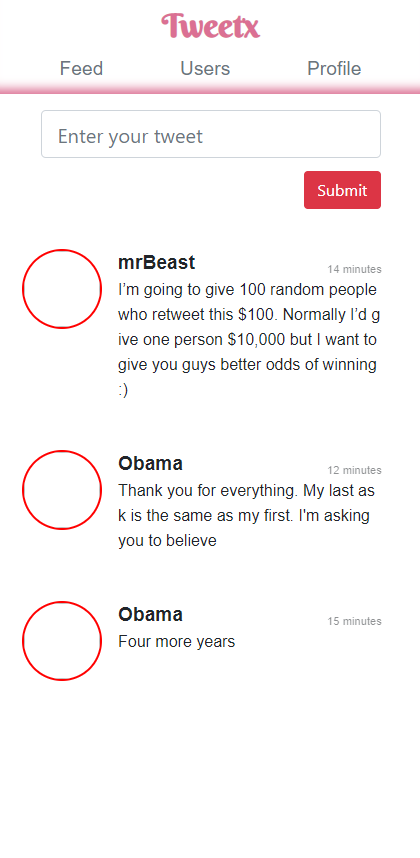 Tweetx
Feed Users Profile
Enter your tweet
Submit
mrBeast
14 minutes
I’m going to give 100 random people
who retweet this $100. Normally I’d g
ive one person $10,000 but I want to
give you guys better odds of winning
:)
Obama
12 minutes
Thank you for everything. My last as
k is the same as my first. I'm asking
you to believe
Obama
15 minutes
Four more years